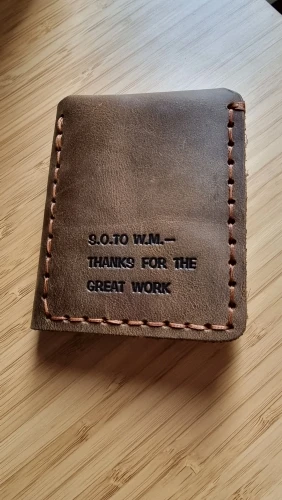 S.O.TO W.M.—
THANKS FOR THE
GREAT WORK